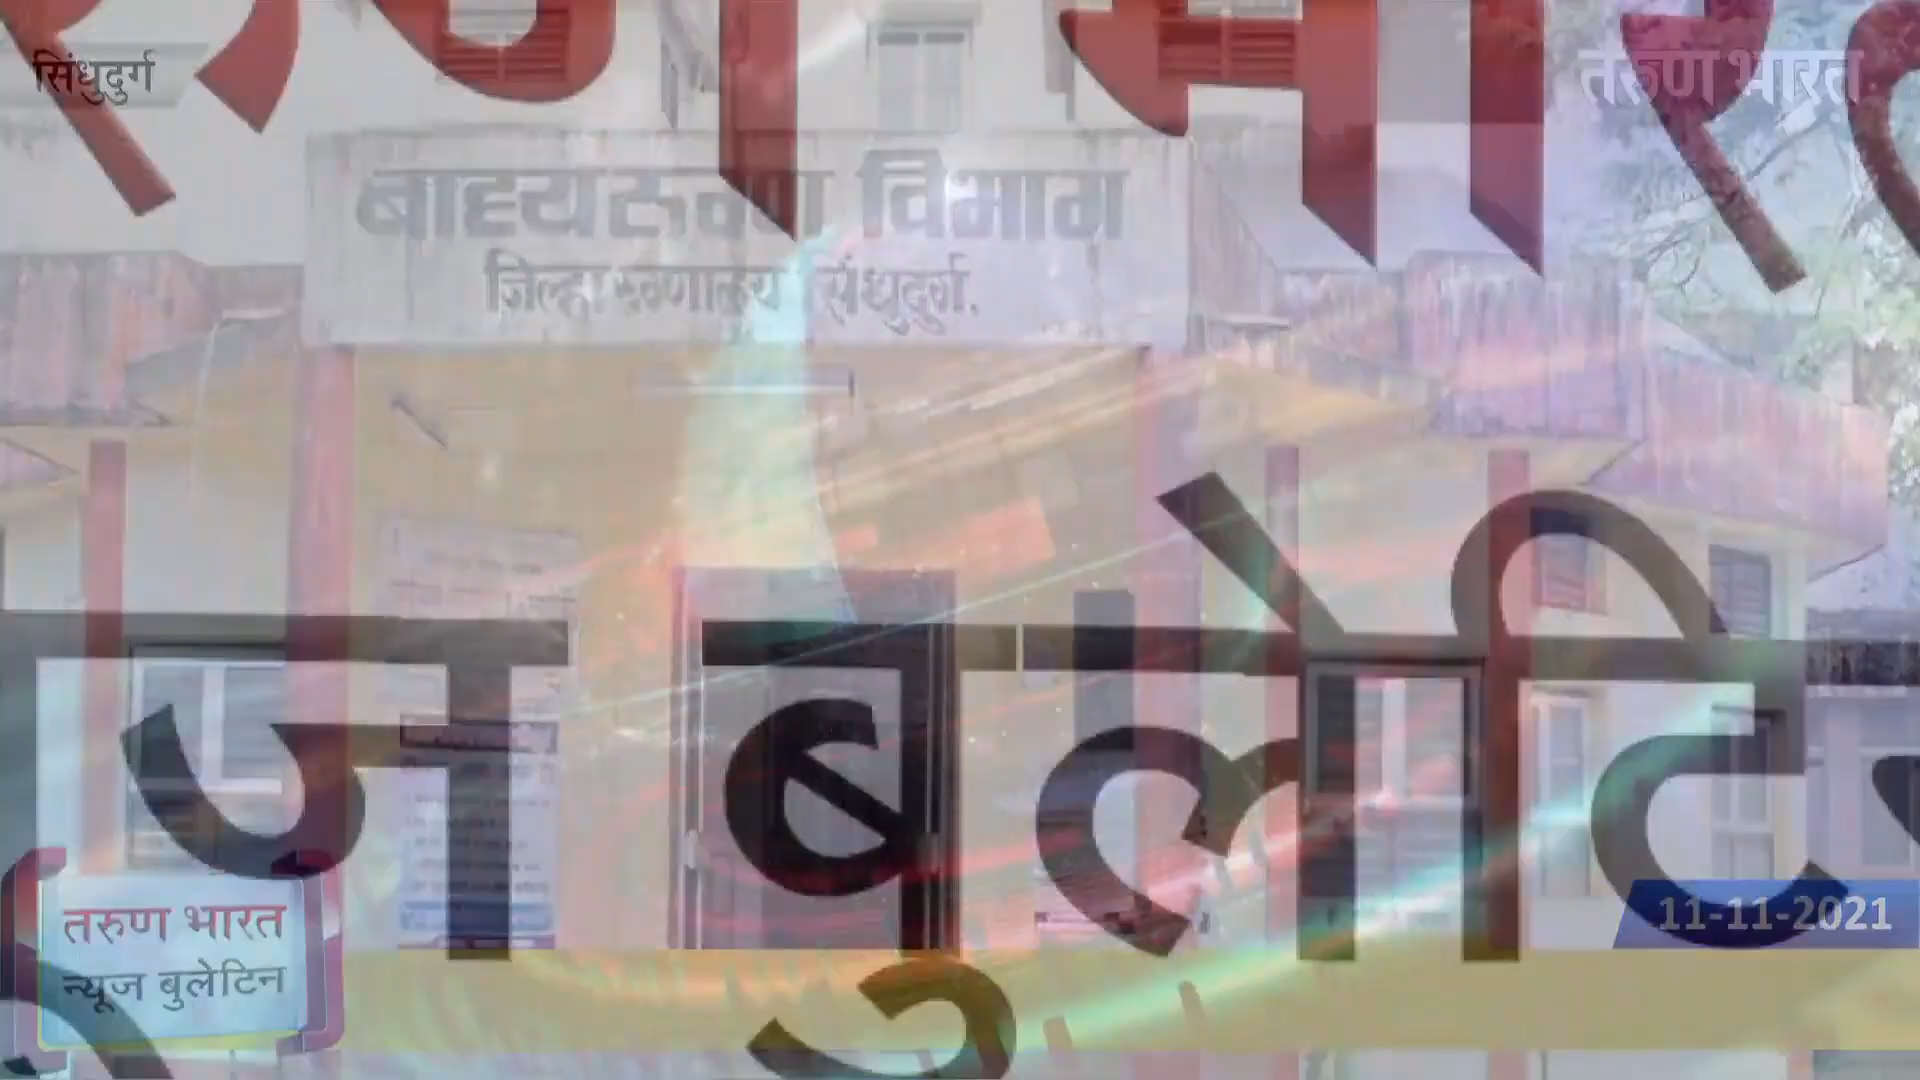 सिंधुदुर्ग
तरुण भारत
बाह्यरुग्ण विभाग
जिल्हा रुग्णालय सिंधुदुर्ग.
ज बुलेटि
11-11-2021
तरुण भारत
न्यूज बुलेटिन